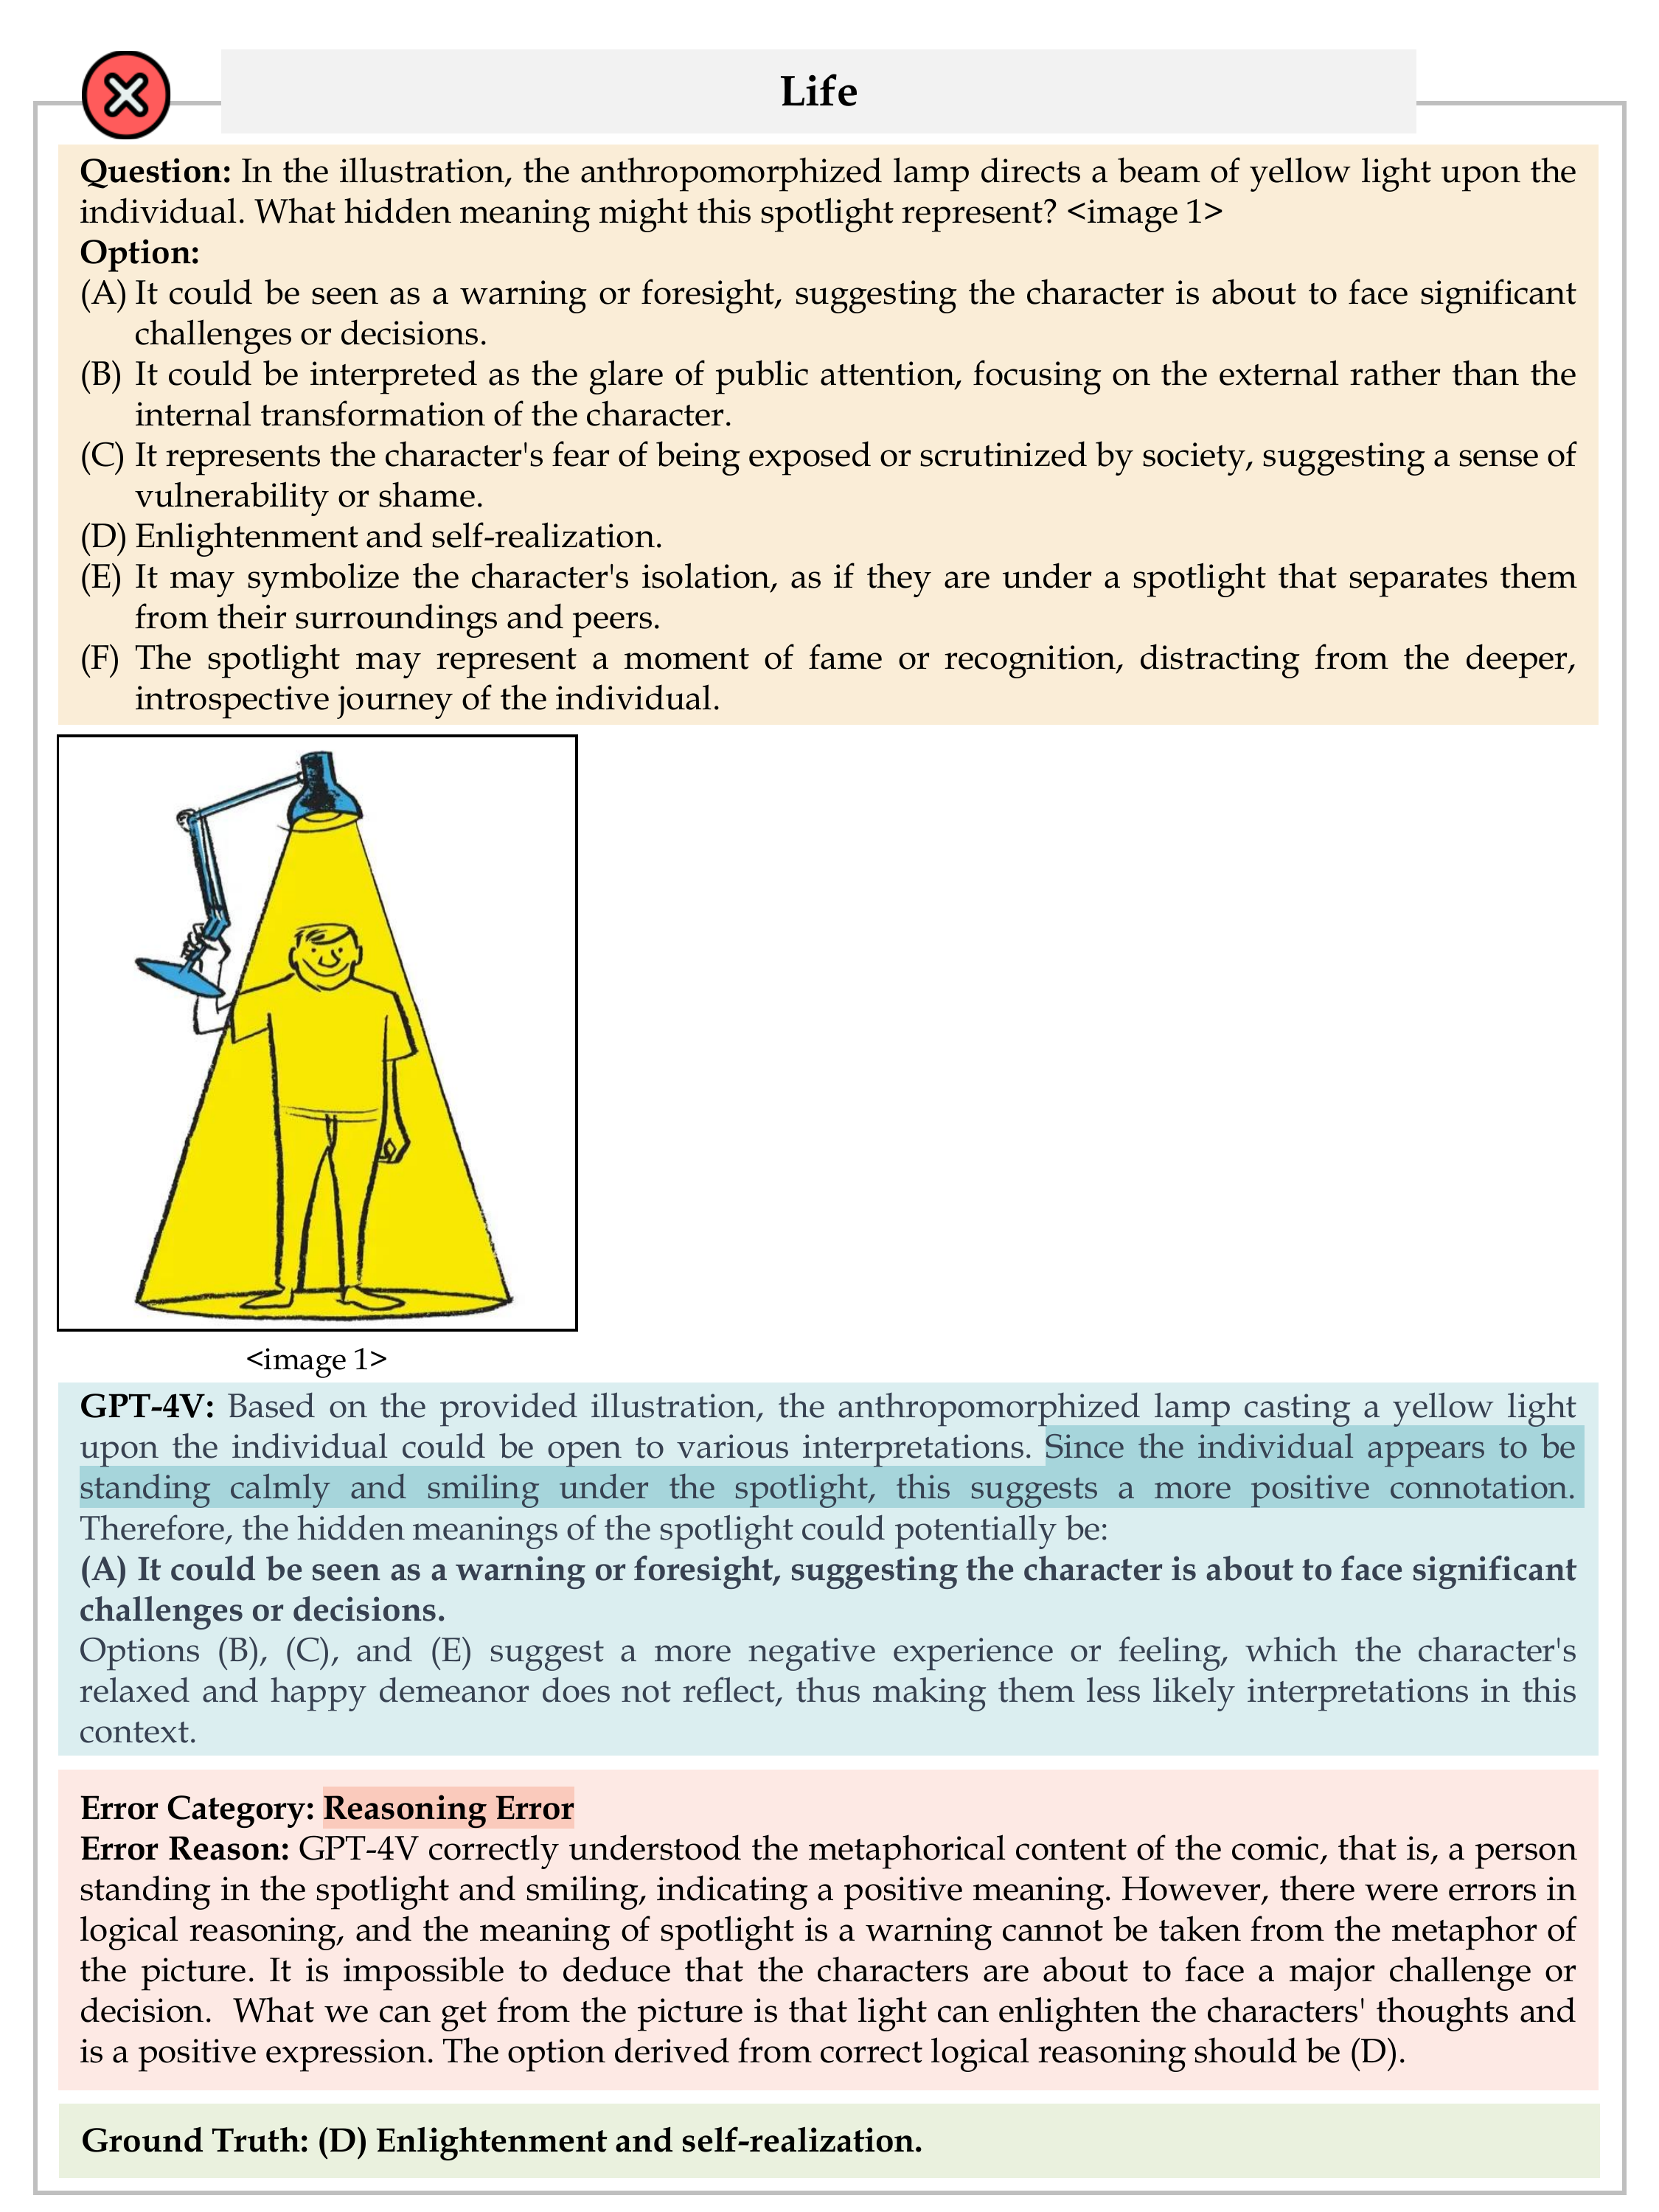 Life
Question: In the illustration, the anthropomorphized lamp directs a beam of yellow light upon the
individual. What hidden meaning might this spotlight represent? <image 1>
Option:
(A) It could be seen as a warning or foresight, suggesting the character is about to face significant
challenges or decisions.
(B) It could be interpreted as the glare of public attention, focusing on the external rather than the
internal transformation of the character.
(C) It represents the character's fear of being exposed or scrutinized by society, suggesting a sense of
vulnerability or shame.
(D) Enlightenment and self-realization.
(E) It may symbolize the character's isolation, as if they are under a spotlight that separates them
from their surroundings and peers.
(F) The spotlight may represent a moment of fame or recognition, distracting from the deeper,
introspective journey of the individual.
<image 1>
GPT-4V: Based on the provided illustration, the anthropomorphized lamp casting a yellow light
upon the individual could be open to various interpretations. Since the individual appears to be
standing calmly and smiling under the spotlight, this suggests a more positive connotation.
Therefore, the hidden meanings of the spotlight could potentially be:
(A) It could be seen as a warning or foresight, suggesting the character is about to face significant
challenges or decisions.
Options (B), (C), and (E) suggest a more negative experience or feeling, which the character's
relaxed and happy demeanor does not reflect, thus making them less likely interpretations in this
context.
Error Category: Reasoning Error
Error Reason: GPT-4V correctly understood the metaphorical content of the comic, that is, a person
standing in the spotlight and smiling, indicating a positive meaning. However, there were errors in
logical reasoning, and the meaning of spotlight is a warning cannot be taken from the metaphor of
the picture. It is impossible to deduce that the characters are about to face a major challenge or
decision.  What we can get from the picture is that light can enlighten the characters' thoughts and
is a positive expression. The option derived from correct logical reasoning should be (D).
Ground Truth: (D) Enlightenment and self-realization.